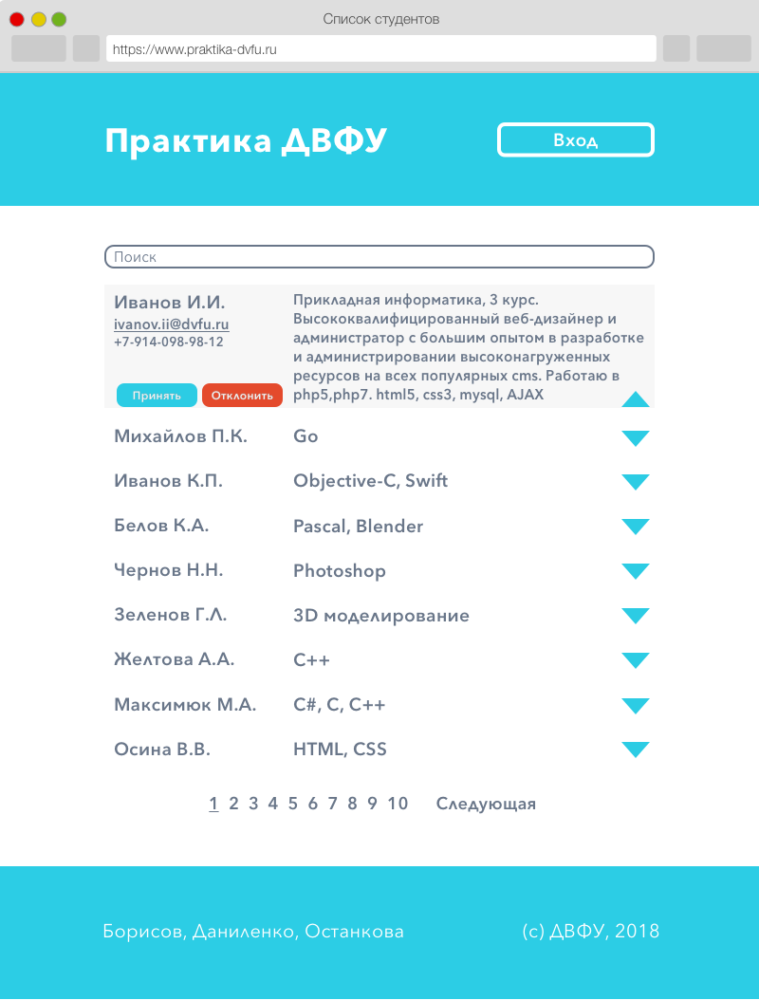 Список студентов
https://www.praktika-dvfu.ru
Практика ДВФУ
Вход
Поиск
Иванов И.И.
ivanov.ii@dvfu.ru
+7-914-098-98-12
Принять Отклонить
Прикладная информатика, 3 курс.
Высококвалифицированный веб-дизайнер и
администратор с большим опытом в разработке
и администрировании высоконагруженных
ресурсов на всех популярных cms. Работаю в
php5,php7. html5, css3, mysql, AJAX
Михайлов П.К. Go
Иванов К.П. Objective-C, Swift
Белов К.А. Pascal, Blender
Чернов Н.Н. Photoshop
Зеленов Г.Л. 3D моделирование
Желтова А.А. C++
Максимюк М.А. C#, C, C++
Осина В.В. HTML, CSS
1 2 3 4 5 6 7 8 9 10 Следующая
Борисов, Даниленко, Останкова
(с) ДВФУ, 2018